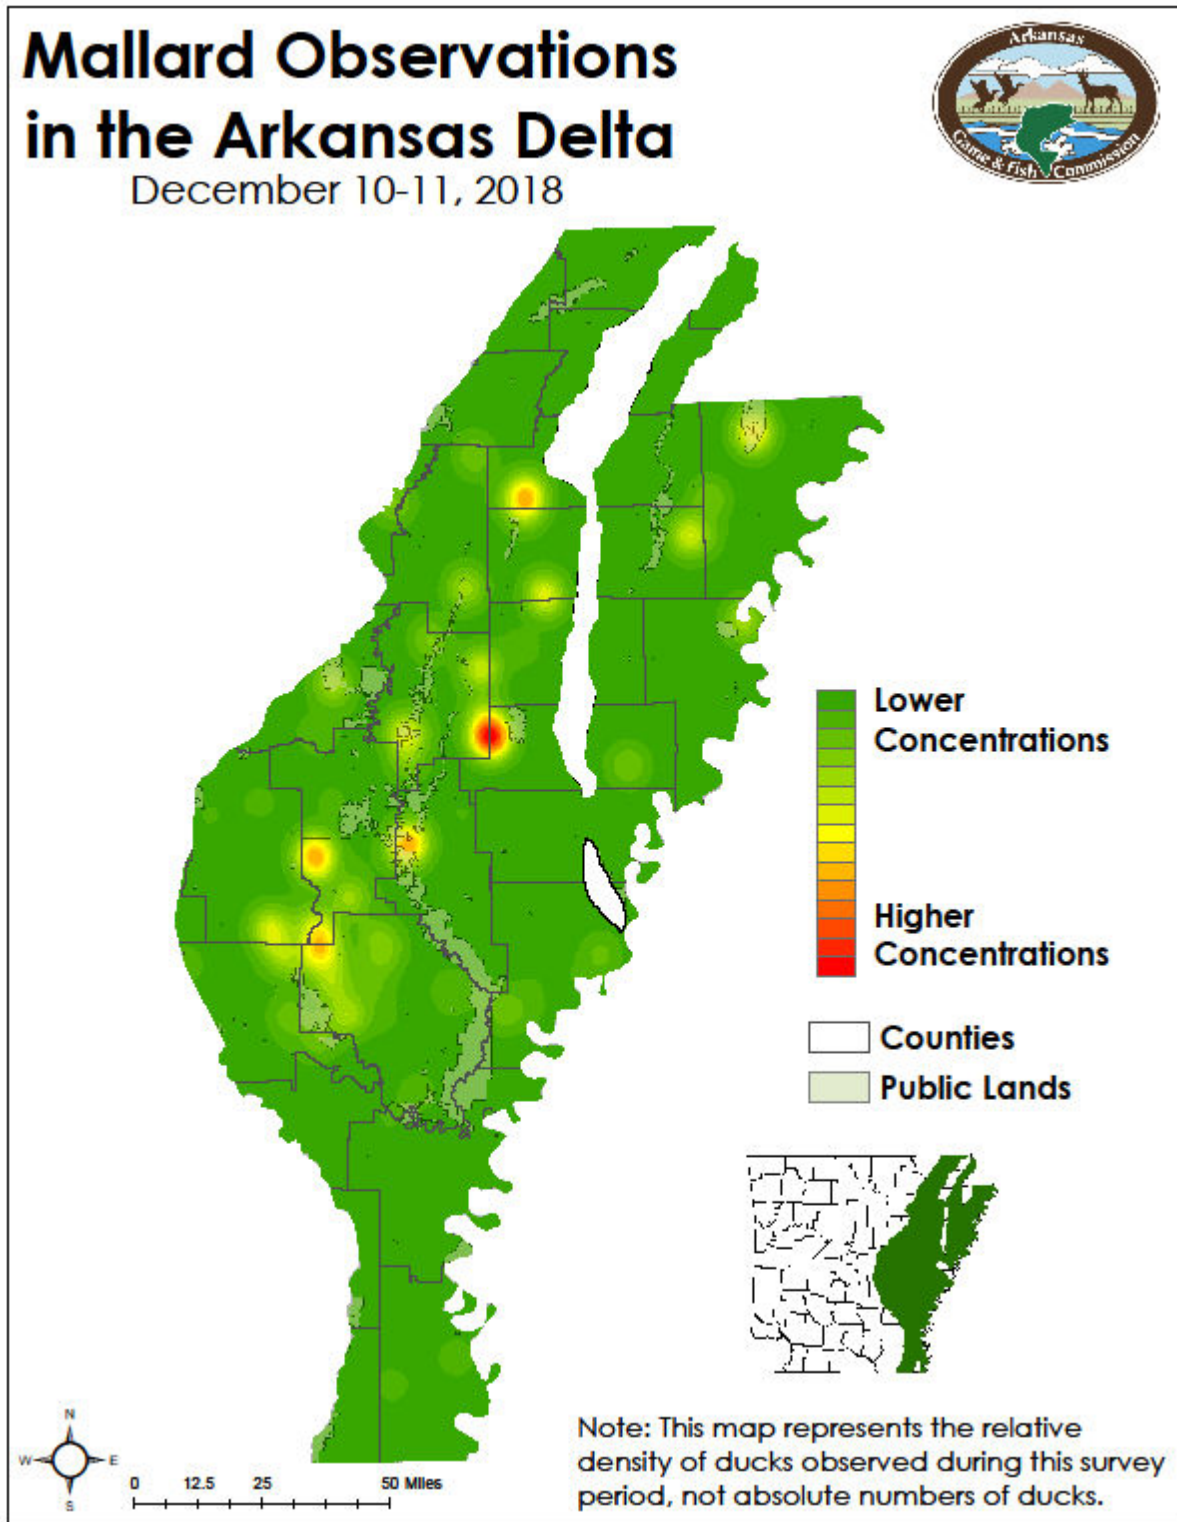 Mallard Observations
in the Arkansas Delta
December 10-11, 2018
Arkansas
Game & Fish Commission
Lower
Concentrations
Higher
Concentrations
Counties
Public Lands
N
W E
S
0 12.5 25 50 Miles
Note: This map represents the relative
density of ducks observed during this survey
period, not absolute numbers of ducks.